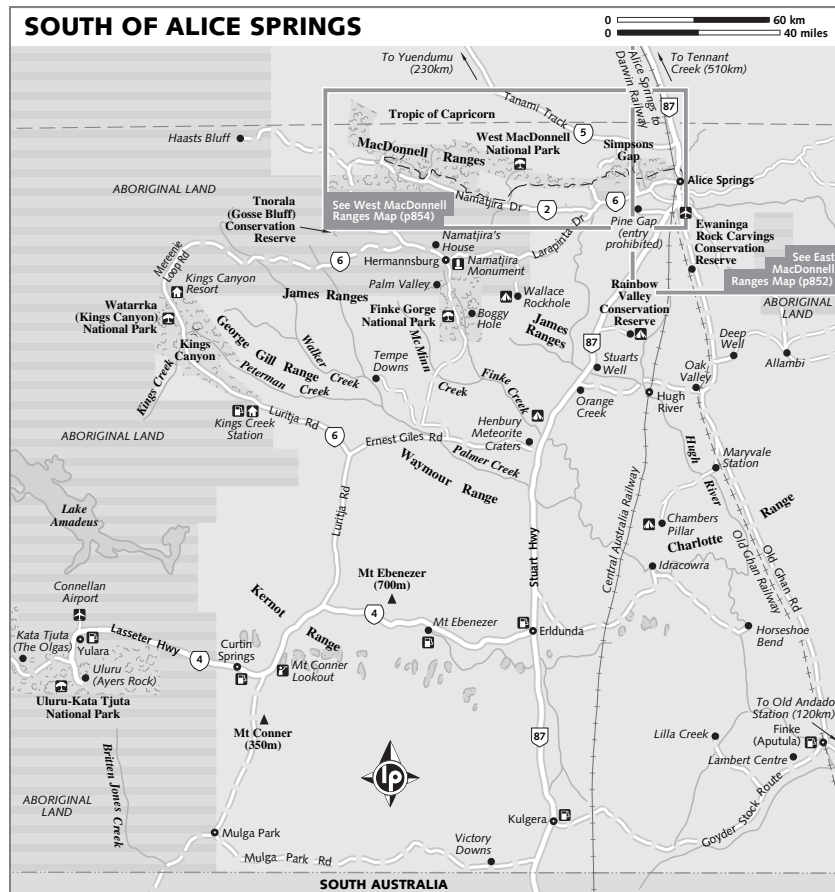 SOUTH OF ALICE SPRINGS
0 60 km
0 40 miles
To Yuendumu
(230km)
To Tennant
Creek (510km)
Alice Springs to
Darwin Railway
87
Tanami Track
Tropic of Capricorn
5
Haasts Bluff
MacDonnell Ranges
West MacDonnell
National Park
Simpsons
Gap
Alice Springs
ABORIGINAL LAND
See West MacDonnell
Ranges Map (p854)
Namatjira Dr
2
6
Larapinta Dr
Pine Gap
(entry
prohibited)
Tnorala
(Gosse Bluff)
Conservation
Reserve
Ewaninga
Rock Carvings
Conservation
Reserve
See East
MacDonnell
Ranges Map (p852)
Namatjira's
House
Hermannsburg
Namatjira
Monument
6
Mereenie
Loop Rd
Kings Canyon
Resort
Palm Valley
Wallace
Rockhole
Rainbow
Valley
Conservation
Reserve
ABORIGINAL
LAND
James Ranges
Watarrka
(Kings Canyon)
National Park
Finke Gorge
National Park
Boggy
Hole
James
Ranges
87
Deep
Well
Kings
Canyon
George
Gill Range
Walker Creek
Peterman Creek
McMinn
Creek
Tempe
Downs
Finke
Creek
Stuarts
Well
Oak
Valley
Allambi
Kings Creek
Orange
Creek
Hugh
River
Kings Creek
Station
Luritja Rd
6
Ernest Giles Rd
Henbury
Meteorite
Craters
ABORIGINAL LAND
Palmer Creek
Waymour Range
Hugh
River
Maryvale
Station
Lake
Amadeus
Luritja Rd
Stuart Hwy
Central Australia Railway
Chambers
Pillar
Charlotte
Range
Idracowra
Old Ghan Railway
Old Ghan Rd
Connellan
Airport
Mt Ebenezer
(700m)
Kernot
Range
4
Mt Ebenezer
Erldunda
Horseshoe
Bend
Kata Tjuta
(The Olgas)
Yulara
Lasseter Hwy
4
Curtin
Springs
Mt Conner
Lookout
Uluru
(Ayers Rock)
Uluru-Kata Tjuta
National Park
Mt Conner
(350m)
87
To Old Andado
Station (120km)
Finke
(Aputula)
Lilla Creek
Lambert Centre
Britten Jones Creek
lp
ABORIGINAL
LAND
Kulgera
Goyder Stock Route
Mulga Park
Mulga Park Rd
Victory
Downs
SOUTH AUSTRALIA